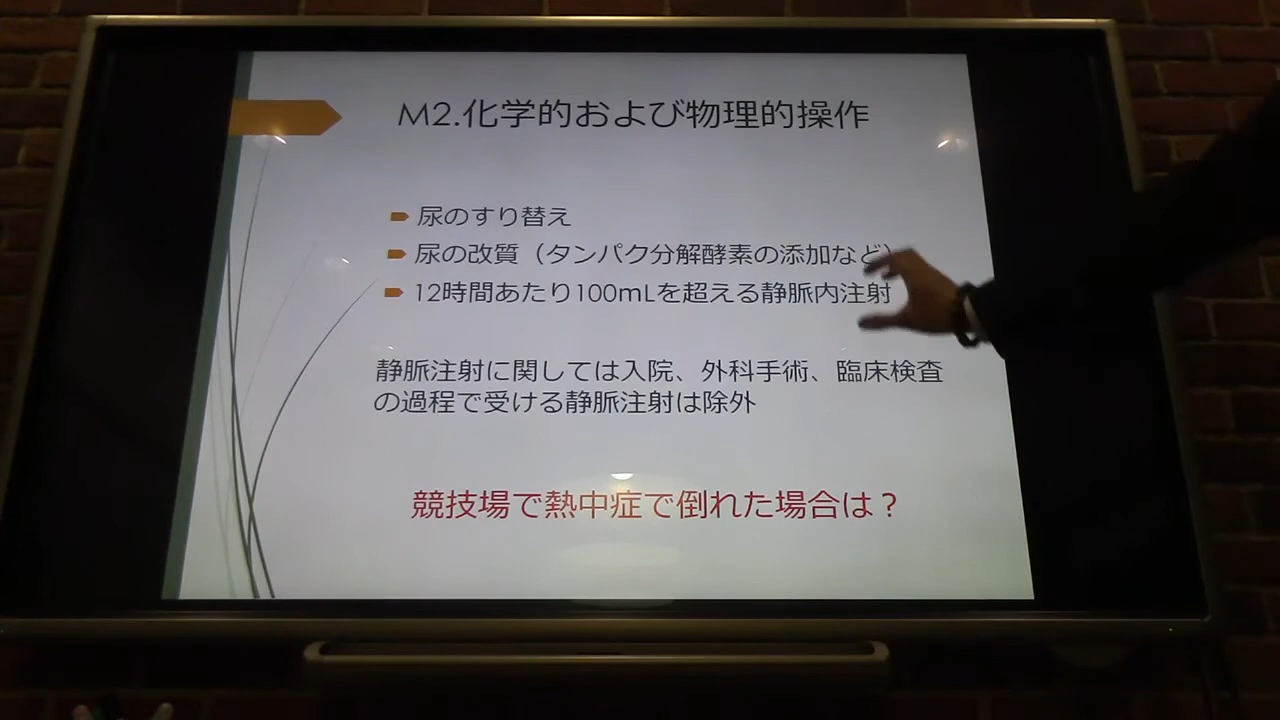 M2.化学的および物理的操作
尿のすり替え
尿の改質（タンパク分解酵素の添加など）
12時間あたり100mLを超える静脈内注射
静脈注射に関しては入院、外科手術、臨床検査
の過程で受ける静脈注射は除外
競技場で熱中症で倒れた場合は？